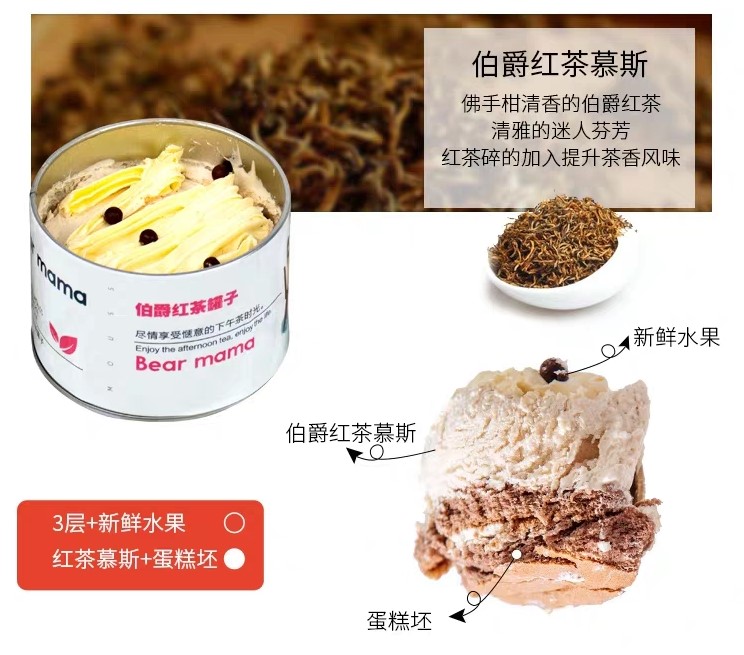 伯爵红茶慕斯
佛手柑清香的伯爵红茶
清雅的迷人芬芳
红茶碎的加入提升茶香风味
mama
伯爵红茶罐子
尽情享受惬意的下午茶时光。
Enjoy the afternoon tea, enjoy the life.
Bear mama
新鲜水果
伯爵红茶慕斯
3层+新鲜水果
红茶慕斯+蛋糕坯
蛋糕坯